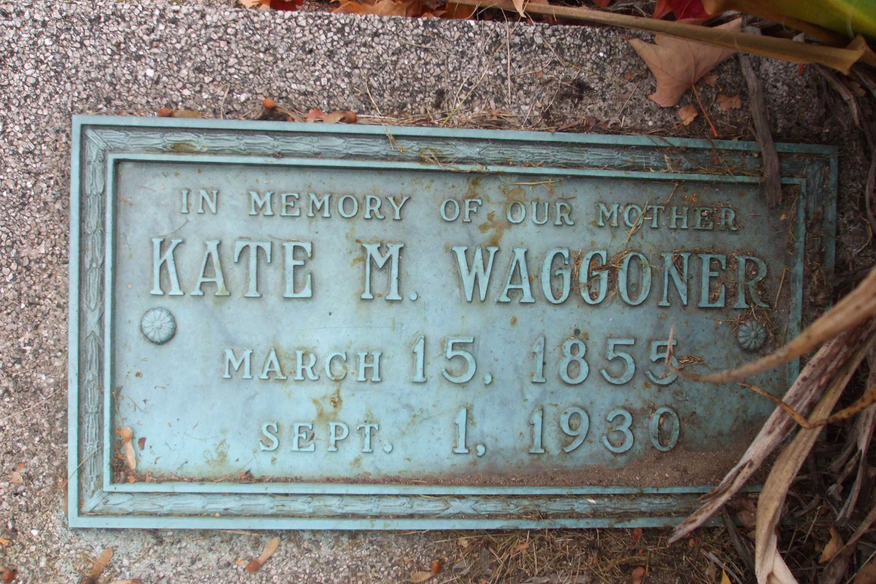 IN MEMORY OF OUR MOTHER
KATE M. WAGGONER
MARCH 15, 1855
SEPT. 1, 1930